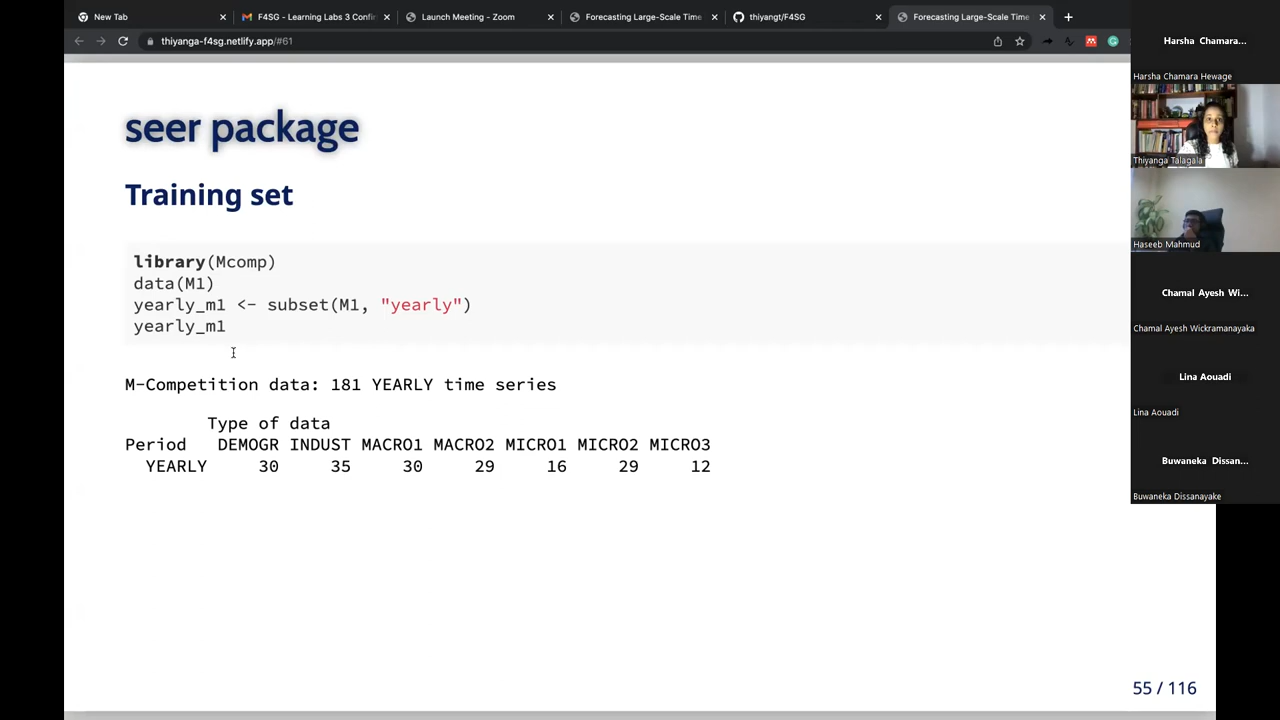 New Tab
F4SG - Learning Labs 3 Confir
Launch Meeting - Zoom
Forecasting Large-Scale Time
thiyangt/F4SG
Forecasting Large-Scale Time
thiyanga-f4sg.netlify.app/#61
seer package
Training set
library(Mcomp)
data(M1)
yearly_m1 <- subset(M1, "yearly")
yearly_m1
M-Competition data: 181 YEARLY time series
Type of data
Period DEMOGR INDUST MACRO1 MACRO2 MICRO1 MICRO2 MICRO3
YEARLY 30 35 30 29 16 29 12
55 / 116
Harsha Chamara...
Harsha Chamara Hewage
Thiyanga Talagala
Haseeb Mahmud
Chamal Ayesh Wi...
Chamal Ayesh Wickramanayaka
Lina Aouadi
Lina Aouadi
Buwaneka Dissan...
Buwaneka Dissanayake